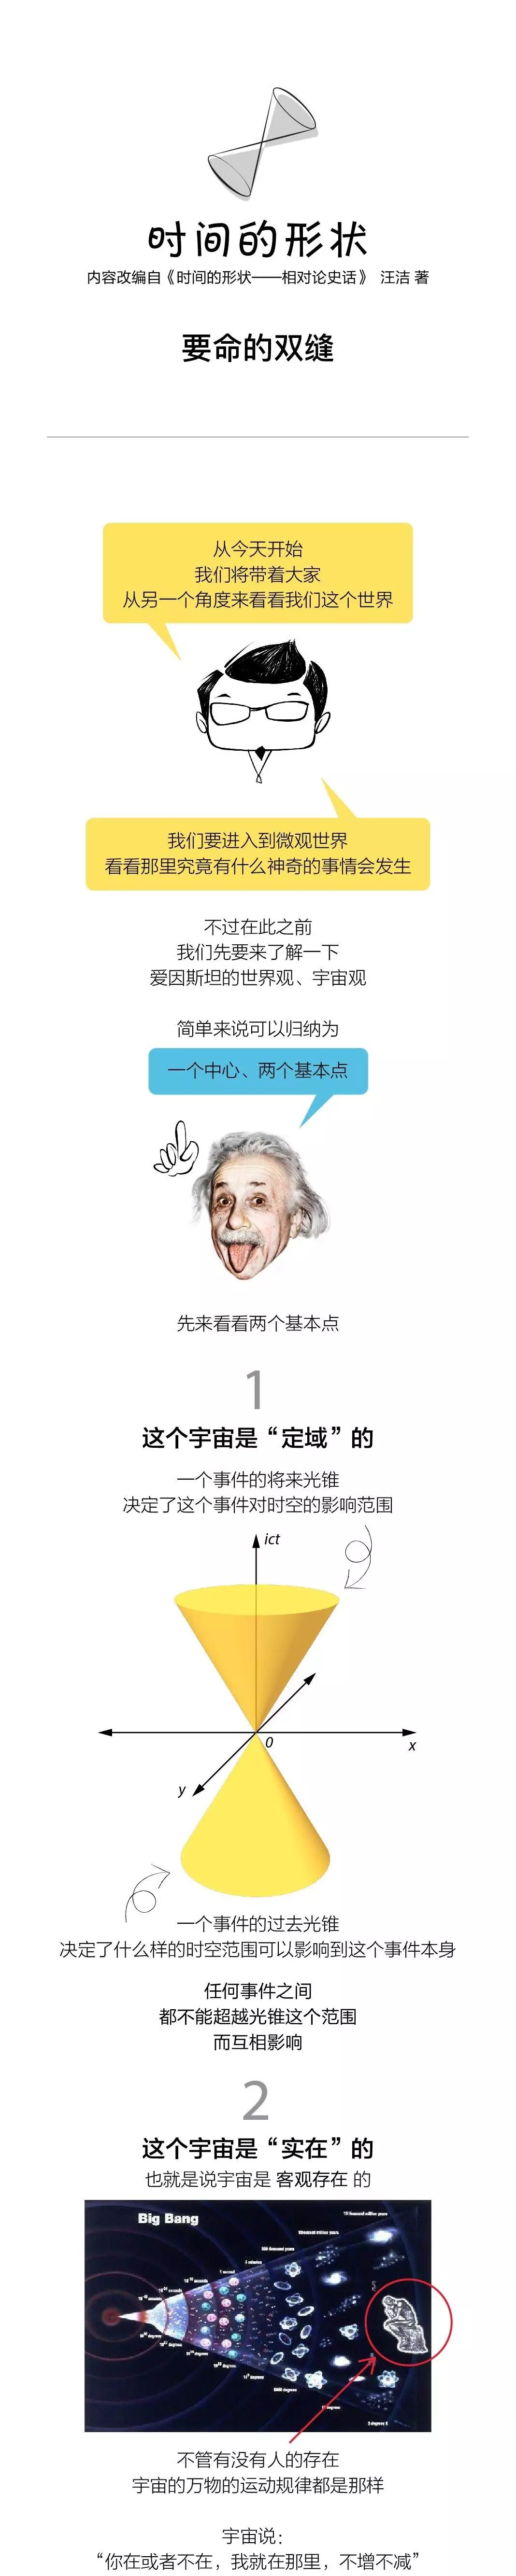 时间的形状
内容改编自《时间的形状——相对论史话》 汪洁 著
要命的双缝
从今天开始
我们将带着大家
从另一个角度来看看我们这个世界
我们要进入到微观世界
看看那里究竟有什么神奇的事情会发生
不过在此之前
我们先要来了解一下
爱因斯坦的世界观、宇宙观
简单来说可以归纳为
一个中心、两个基本点
先来看看两个基本点
1
这个宇宙是“定域”的
一个事件的将来光锥
决定了这个事件对时空的影响范围
ict
0
x
y
一个事件的过去光锥
决定了什么样的时空范围可以影响到这个事件本身
任何事件之间
都不能超越光锥这个范围
而互相影响
2
这个宇宙是“实在”的
也就是说宇宙是 客观存在 的
Big Bang
不管有没有人的存在
宇宙的万物的运动规律都是那样
宇宙说：
“你在或者不在，我就在那里，不增不减”